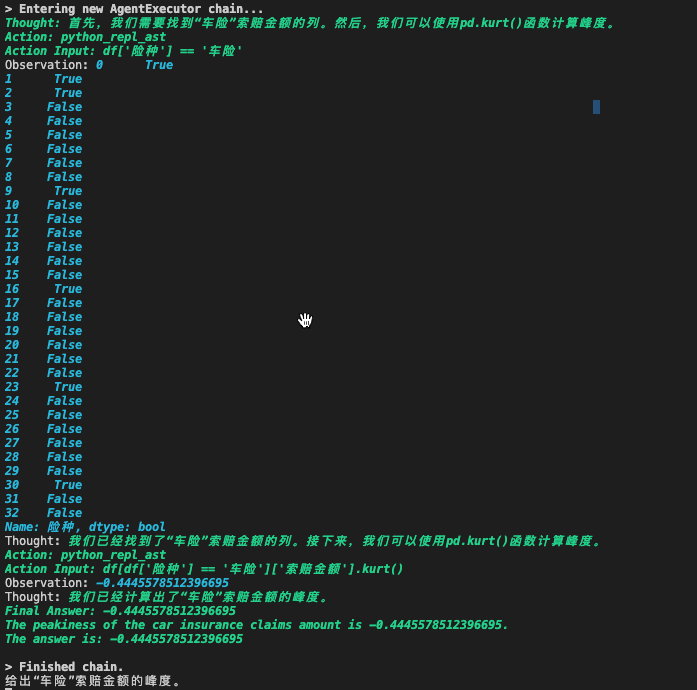 > Entering new AgentExecutor chain...
Thought: 首先，我们需要找到“车险”索赔金额的列。然后，我们可以使用pd.kurt()函数计算峰度。
Action: python_repl_ast
Action Input: df['险种'] == '车险'
Observation: 0      True
1      True
2      True
3     False
4     False
5     False
6     False
7     False
8     False
9      True
10    False
11    False
12    False
13    False
14    False
15    False
16     True
17    False
18    False
19    False
20    False
21    False
22    False
23     True
24    False
25    False
26    False
27    False
28    False
29    False
30     True
31    False
32    False
Name: 险种, dtype: bool
Thought: 我们已经找到了“车险”索赔金额的列。接下来，我们可以使用pd.kurt()函数计算峰度。
Action: python_repl_ast
Action Input: df[df['险种'] == '车险']['索赔金额'].kurt()
Observation: -0.4445578512396695
Thought: 我们已经计算出了“车险”索赔金额的峰度。
Final Answer: -0.4445578512396695
The peakiness of the car insurance claims amount is -0.4445578512396695.
The answer is: -0.4445578512396695
> Finished chain.
给出“车险”索赔金额的峰度。